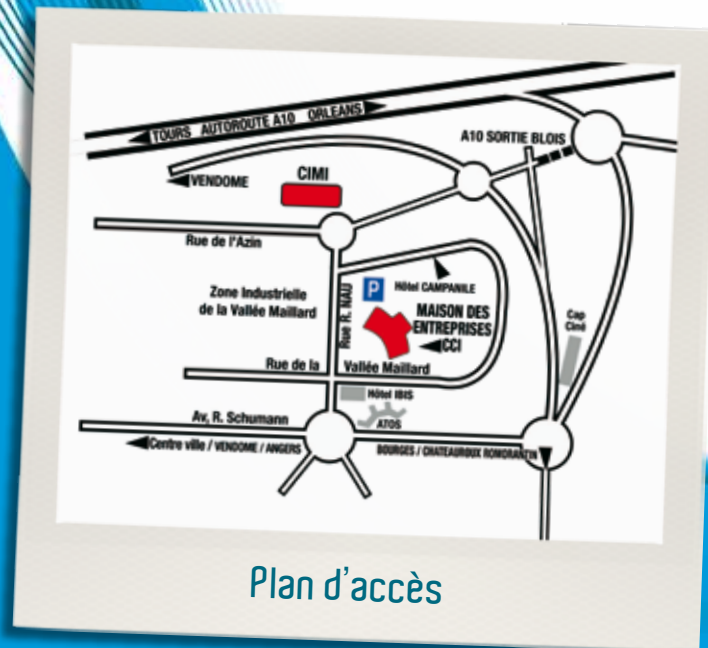 TOURS AUTOROUTE A10 ORLEANS
A10 SORTIE BLOIS
VENDOME
CIMI
Rue de l'Azin
Hôtel CAMPANILE
P
Zone Industrielle
de la Vallée Maillard
Rue R. NAU
MAISON DES
ENTREPRISES
CCI
Cap
Ciné
Rue de la Vallée Maillard
Hôtel IBIS
Av, R. Schumann
ATOS
Centre ville / VENDOME / ANGERS
BOURGES / CHATEAUROUX ROMORANTIN
Plan d'accès